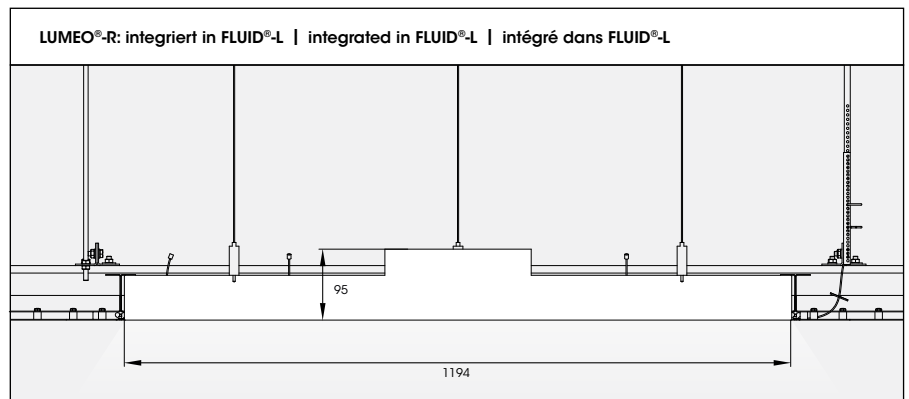 LUMEO®-R: integriert in FLUID®-L | integrated in FLUID®-L | intégré dans FLUID®-L
95
1194